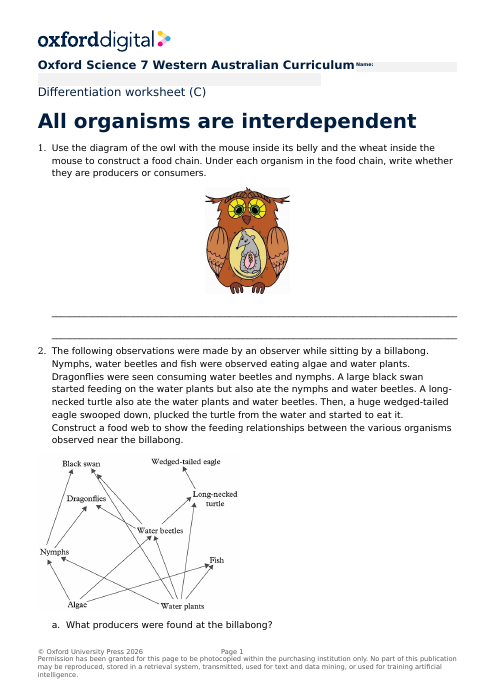 oxforddigital
Oxford Science 7 Western Australian Curriculum Name:
Differentiation worksheet (C)
All organisms are interdependent
1. Use the diagram of the owl with the mouse inside its belly and the wheat inside the
mouse to construct a food chain. Under each organism in the food chain, write whether
they are producers or consumers.
2. The following observations were made by an observer while sitting by a billabong.
Nymphs, water beetles and fish were observed eating algae and water plants.
Dragonflies were seen consuming water beetles and nymphs. A large black swan
started feeding on the water plants but also ate the nymphs and water beetles. A long-
necked turtle also ate the water plants and water beetles. Then, a huge wedged-tailed
eagle swooped down, plucked the turtle from the water and started to eat it.
Construct a food web to show the feeding relationships between the various organisms
observed near the billabong.
Black swan
Wedged-tailed eagle
Dragonflies
Long-necked
turtle
Water beetles
Nymphs
Fish
Algae
Water plants
a. What producers were found at the billabong?
© Oxford University Press 2026 Page 1
Permission has been granted for this page to be photocopied within the purchasing institution only. No part of this publication
may be reproduced, stored in a retrieval system, transmitted, used for text and data mining, or used for training artificial
intelligence.